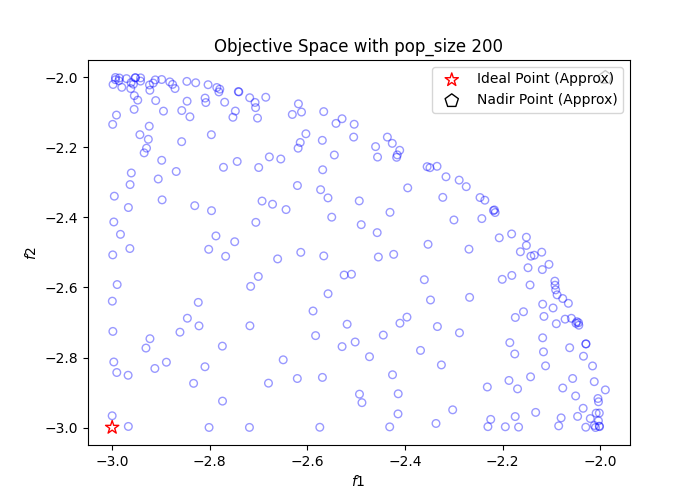 Objective Space with pop_size 200
Ideal Point (Approx)
Nadir Point (Approx)
f2
−2.0
−2.2
−2.4
−2.6
−2.8
−3.0
−3.0 −2.8 −2.6 −2.4 −2.2 −2.0
f1